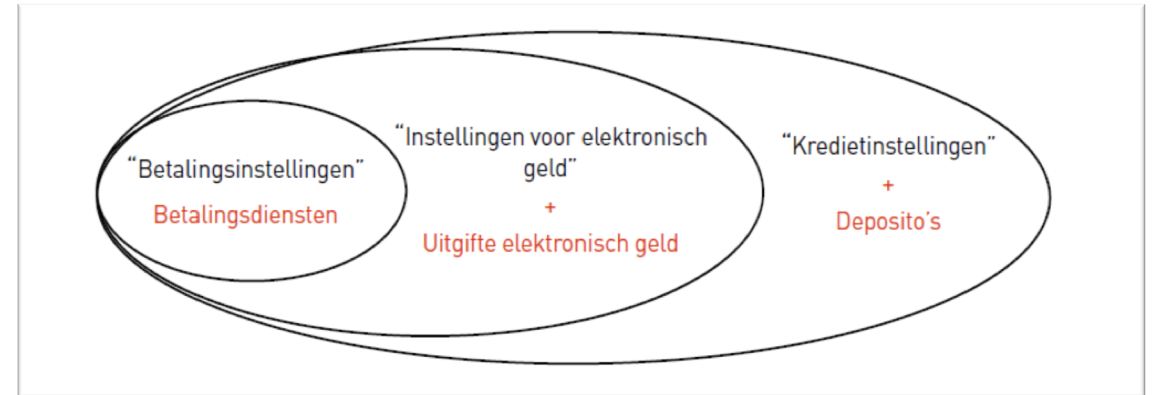 “Betalingsinstellingen”
Betalingsdiensten
“Instellingen voor elektronisch
geld”
+
Uitgifte elektronisch geld
“Kredietinstellingen”
+
Deposito’s